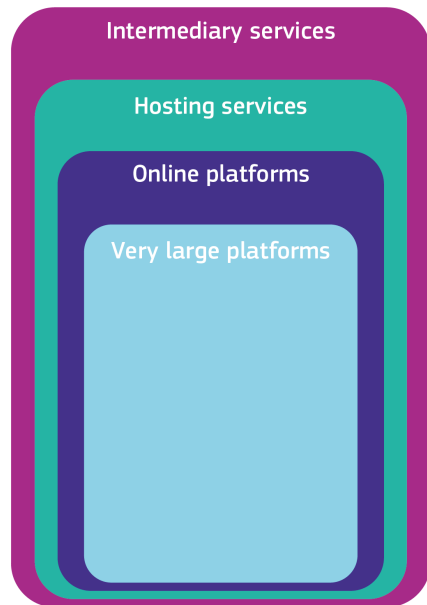 Intermediary services
Hosting services
Online platforms
Very large platforms